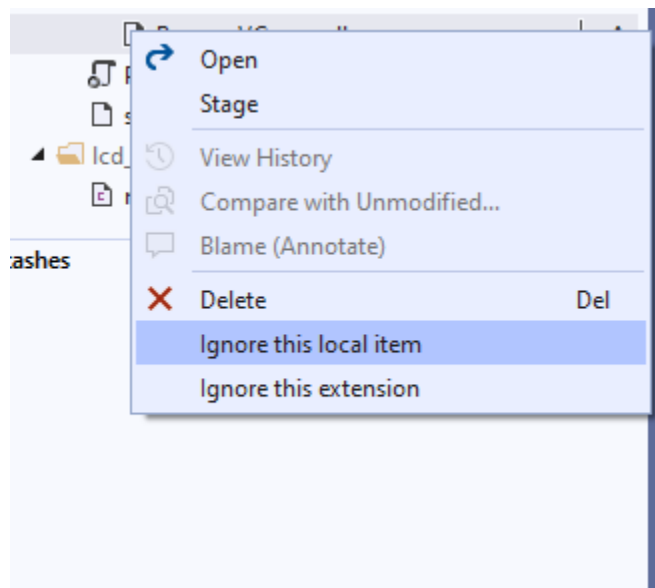 A
Open
Stage
lcd_
View History
Compare with Unmodified...
Blame (Annotate)
ashes
Delete Del
Ignore this local item
Ignore this extension